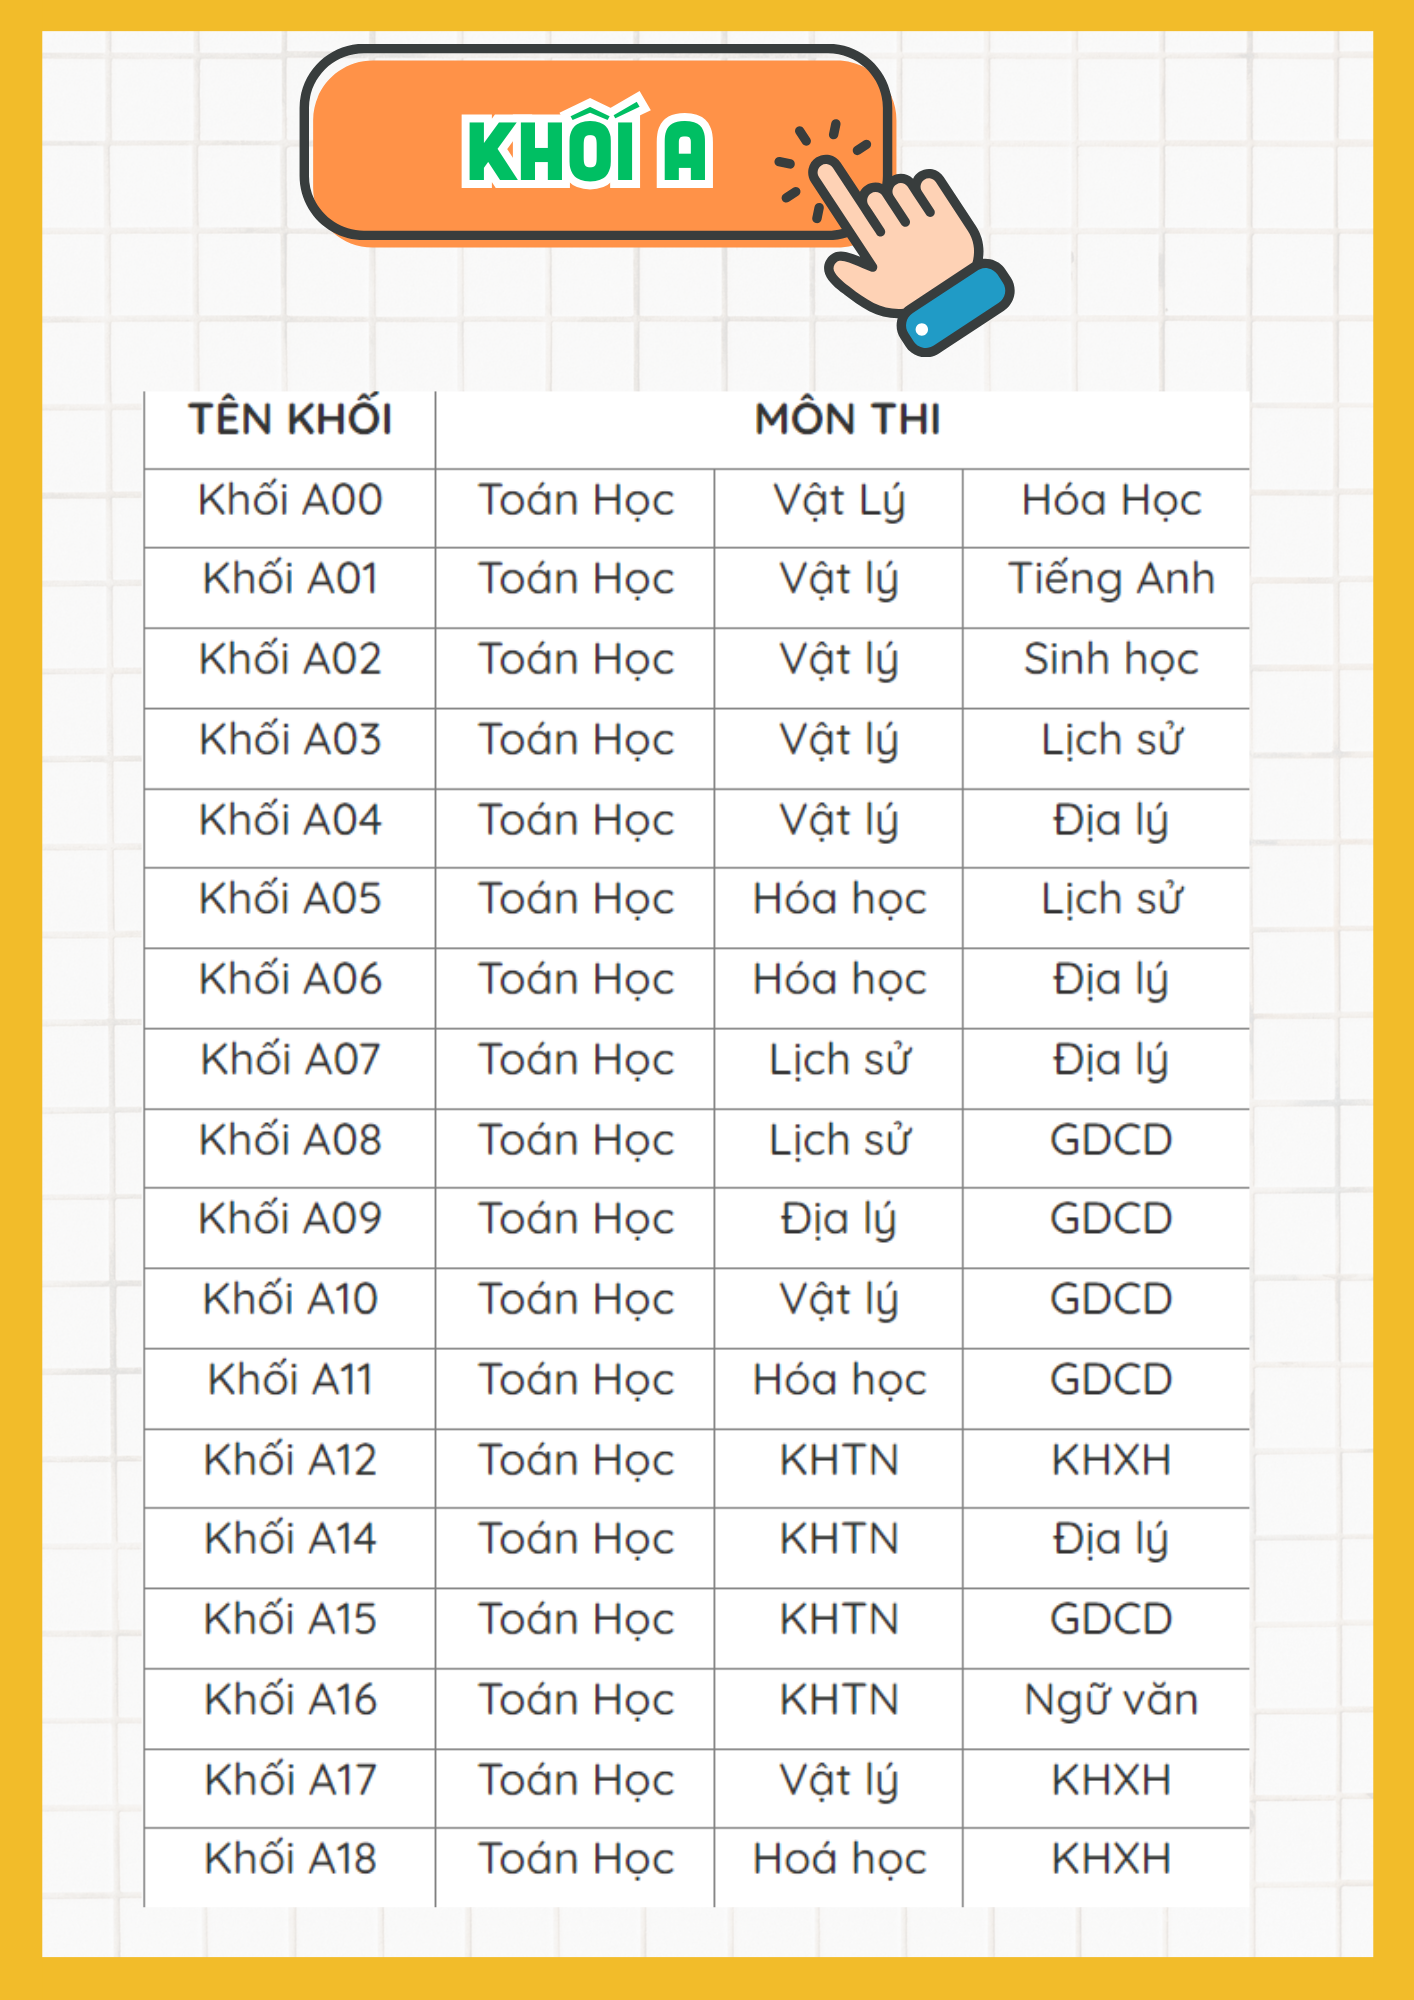 KHỐI A
TÊN KHỐI MÔN THI
Khối A00 Toán Học Vật Lý Hóa Học
Khối A01 Toán Học Vật lý Tiếng Anh
Khối A02 Toán Học Vật lý Sinh học
Khối A03 Toán Học Vật lý Lịch sử
Khối A04 Toán Học Vật lý Địa lý
Khối A05 Toán Học Hóa học Lịch sử
Khối A06 Toán Học Hóa học Địa lý
Khối A07 Toán Học Lịch sử Địa lý
Khối A08 Toán Học Lịch sử GDCD
Khối A09 Toán Học Địa lý GDCD
Khối A10 Toán Học Vật lý GDCD
Khối A11 Toán Học Hóa học GDCD
Khối A12 Toán Học KHTN KHXH
Khối A14 Toán Học KHTN Địa lý
Khối A15 Toán Học KHTN GDCD
Khối A16 Toán Học KHTN Ngữ văn
Khối A17 Toán Học Vật lý KHXH
Khối A18 Toán Học Hoá học KHXH